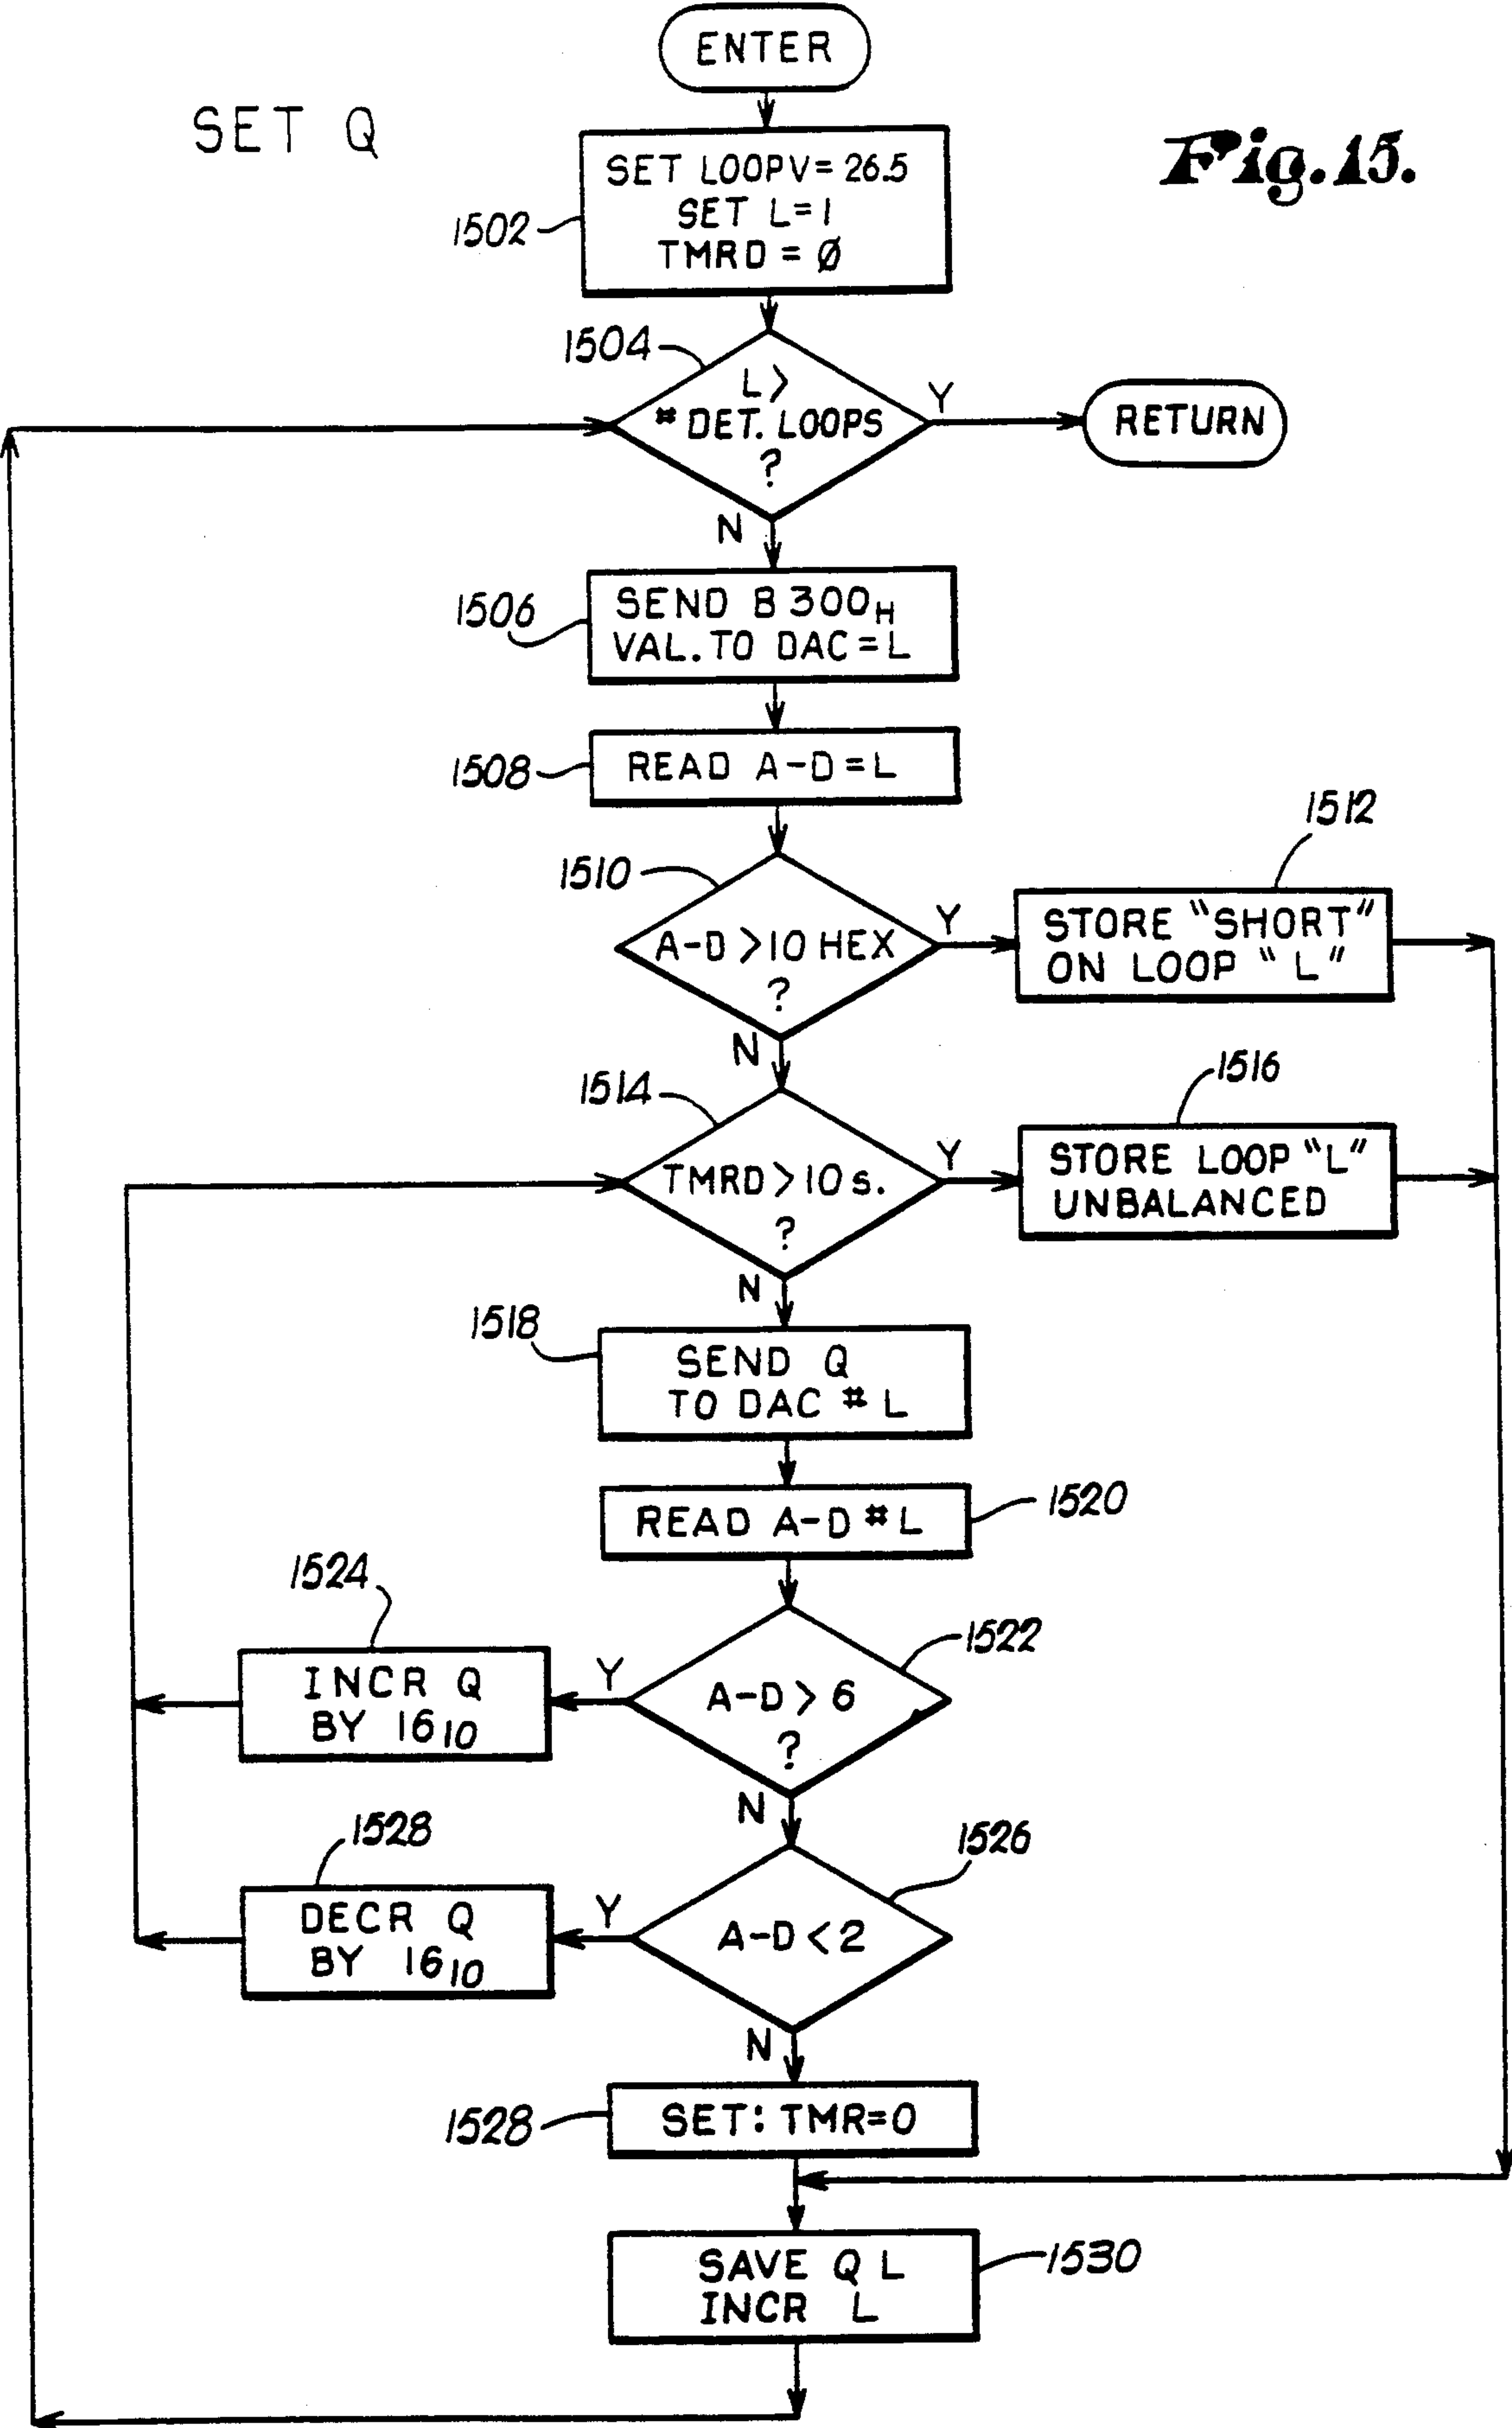 ENTER
SET Q
Fig. 15.
SET LOOPV = 26.5
SET L = 1
TMRD = Ø
1502
1504
L >
# DET. LOOPS
?
Y
RETURN
N
1506
SEND B 300H
VAL. TO DAC = L
1508
READ A-D = L
1510
A-D > 10 HEX
?
Y
1512
STORE "SHORT"
ON LOOP "L"
N
1514
TMRD > 10 s.
?
Y
1516
STORE LOOP "L"
UNBALANCED
N
1518
SEND Q
TO DAC # L
READ A-D # L
1520
1522
A-D > 6
?
Y
1524
INCR Q
BY 16₁₀
N
1526
A-D < 2
Y
1528
DECR Q
BY 16₁₀
N
1528
SET: TMR=0
SAVE Q L
INCR L
1530